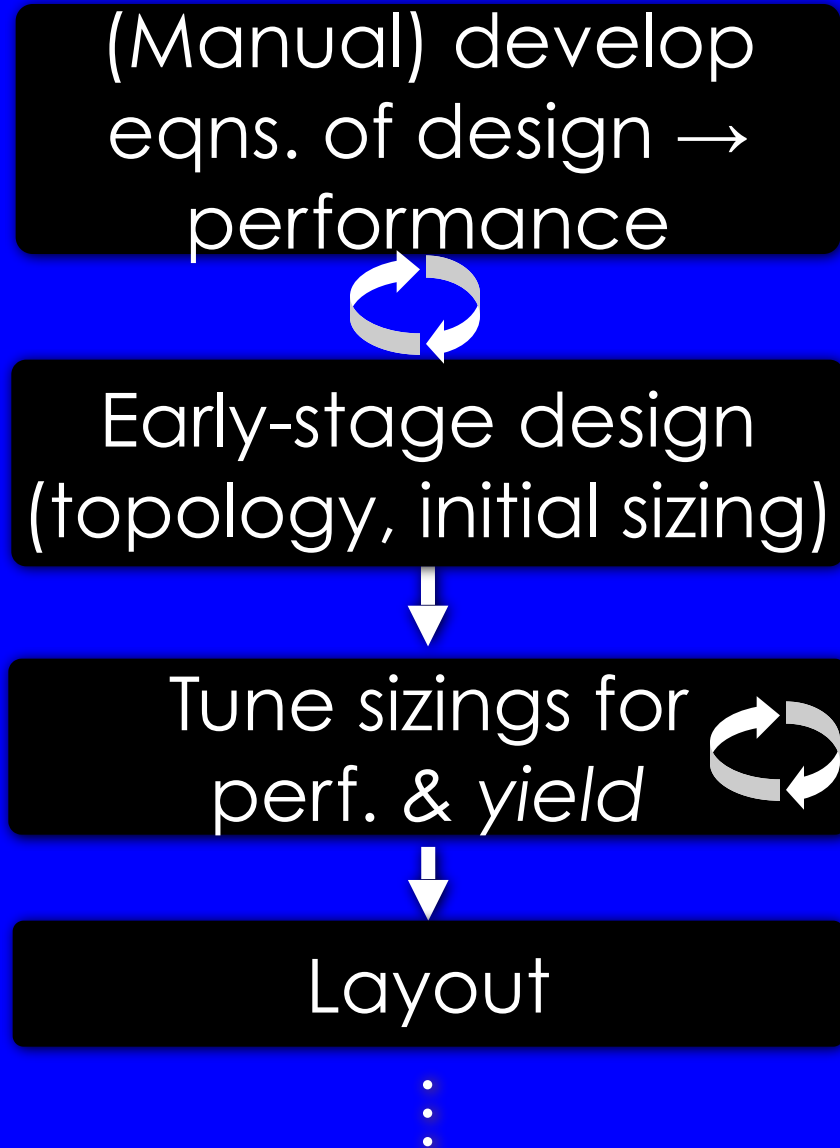 (Manual) develop
eqns. of design →
performance
Early-stage design
(topology, initial sizing)
Tune sizings for
perf. & yield
Layout
⋮